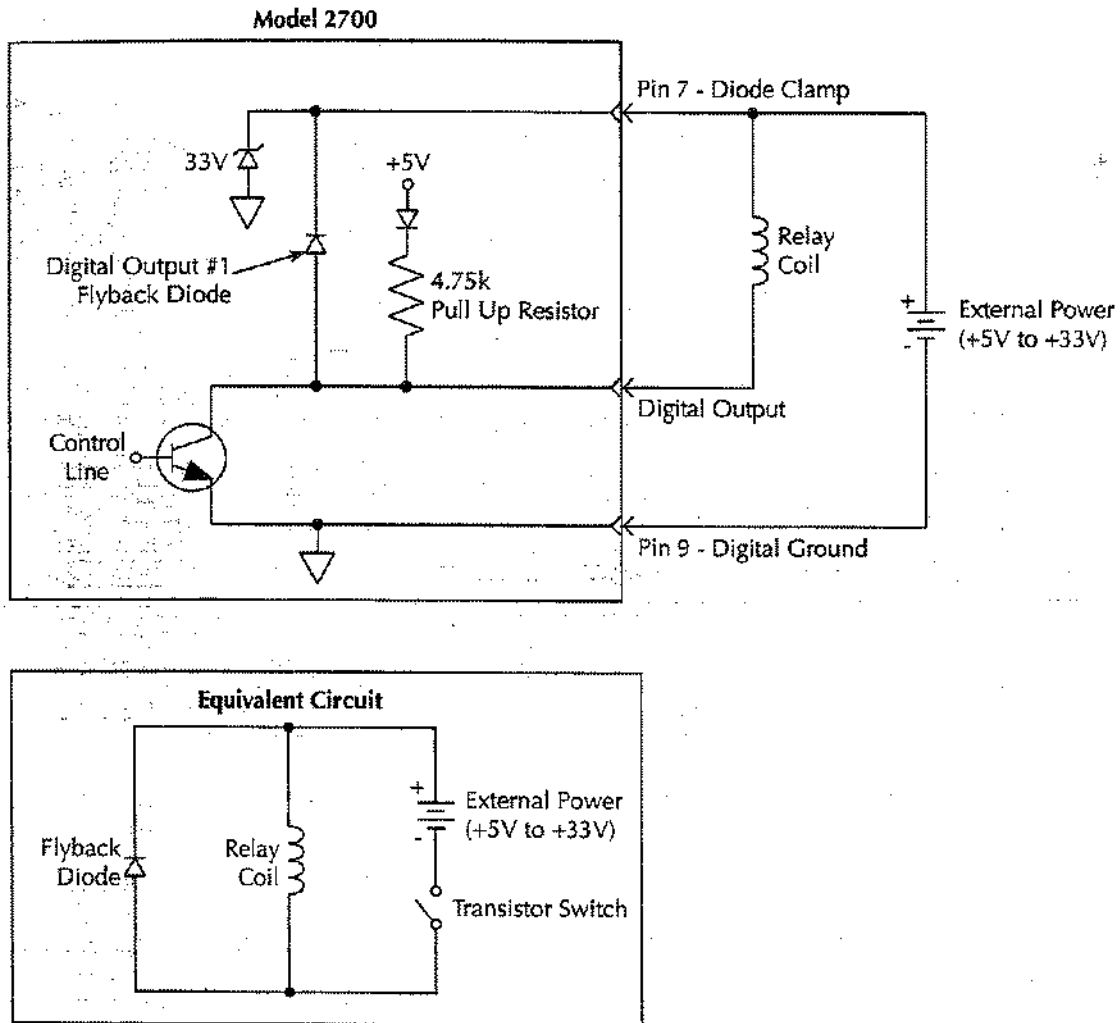 Model 2700
Pin 7 - Diode Clamp
33V
+5V
Digital Output #1
Flyback Diode
4.75k
Pull Up Resistor
Relay
Coil
+
-
External Power
(+5V to +33V)
Digital Output
Control
Line
Pin 9 - Digital Ground
Equivalent Circuit
+
-
External Power
(+5V to +33V)
Flyback
Diode
Relay
Coil
Transistor Switch